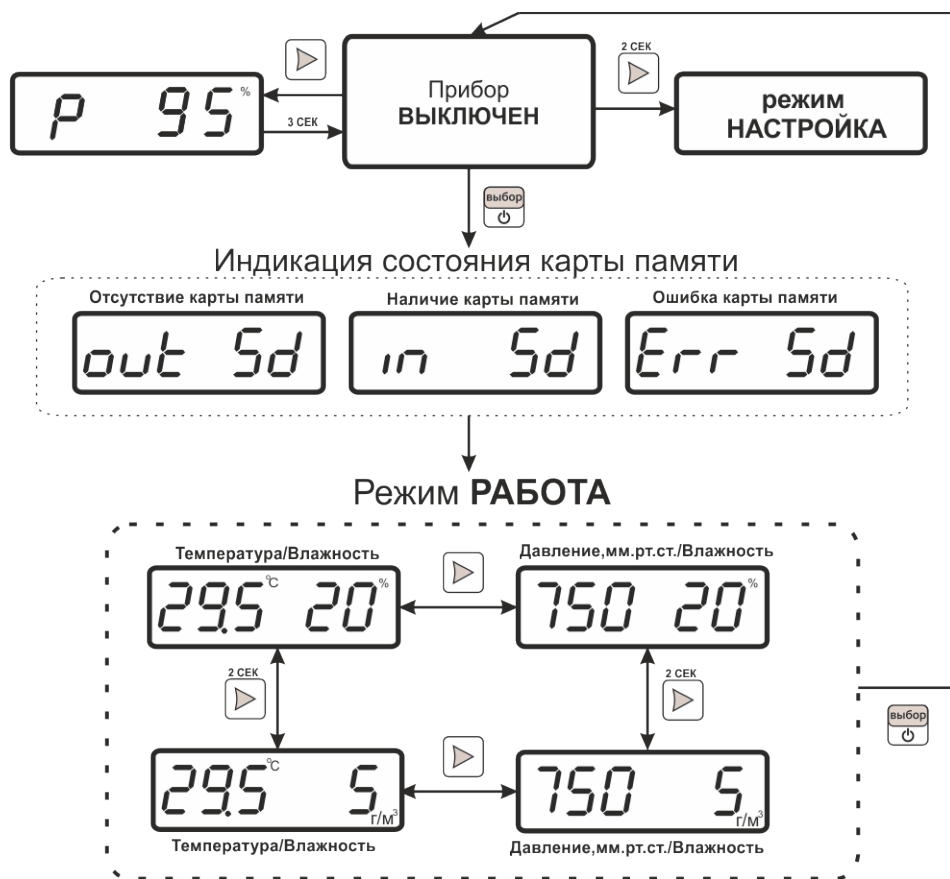 2 СЕК
P 95 %
3 СЕК
Прибор
ВЫКЛЮЧЕН
режим
НАСТРОЙКА
выбор
Индикация состояния карты памяти
Отсутствие карты памяти
Наличие карты памяти
Ошибка карты памяти
out Sd
in Sd
Err Sd
Режим РАБОТА
Температура/Влажность
Давление,мм.рт.ст./Влажность
29.5 °C 20 %
750 20 %
2 СЕК
2 СЕК
выбор
29.5 °C 5 г/м³
750 5 г/м³
Температура/Влажность
Давление,мм.рт.ст./Влажность